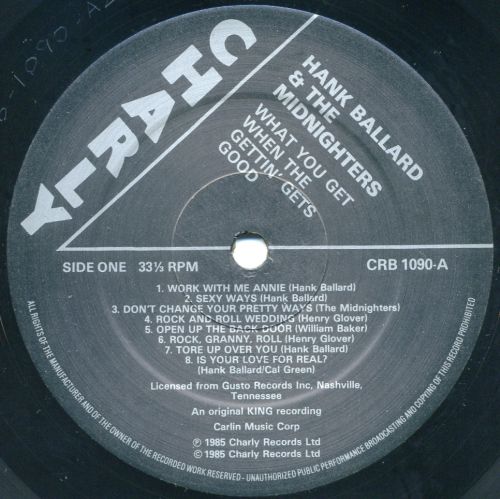 CHARLY
HANK BALLARD
& THE
MIDNIGHTERS
WHAT YOU GET
WHEN THE
GETTIN' GETS
GOOD
SIDE ONE 33⅓ RPM
CRB 1090-A
1. WORK WITH ME ANNIE (Hank Ballard)
2. SEXY WAYS (Hank Ballard)
3. DON'T CHANGE YOUR PRETTY WAYS (The Midnighters)
4. ROCK AND ROLL WEDDING (Henry Glover)
5. OPEN UP THE BACK DOOR (William Baker)
6. ROCK, GRANNY, ROLL (Henry Glover)
7. TORE UP OVER YOU (Hank Ballard)
8. IS YOUR LOVE FOR REAL?
(Hank Ballard/Cal Green)
Licensed from Gusto Records Inc, Nashville,
Tennessee
An original KING recording
Carlin Music Corp
℗ 1985 Charly Records Ltd
© 1985 Charly Records Ltd
ALL RIGHTS OF THE MANUFACTURER AND OF THE OWNER OF THE RECORDED WORK RESERVED - UNAUTHORIZED PUBLIC PERFORMANCE BROADCASTING AND COPYING OF THIS RECORD PROHIBITED